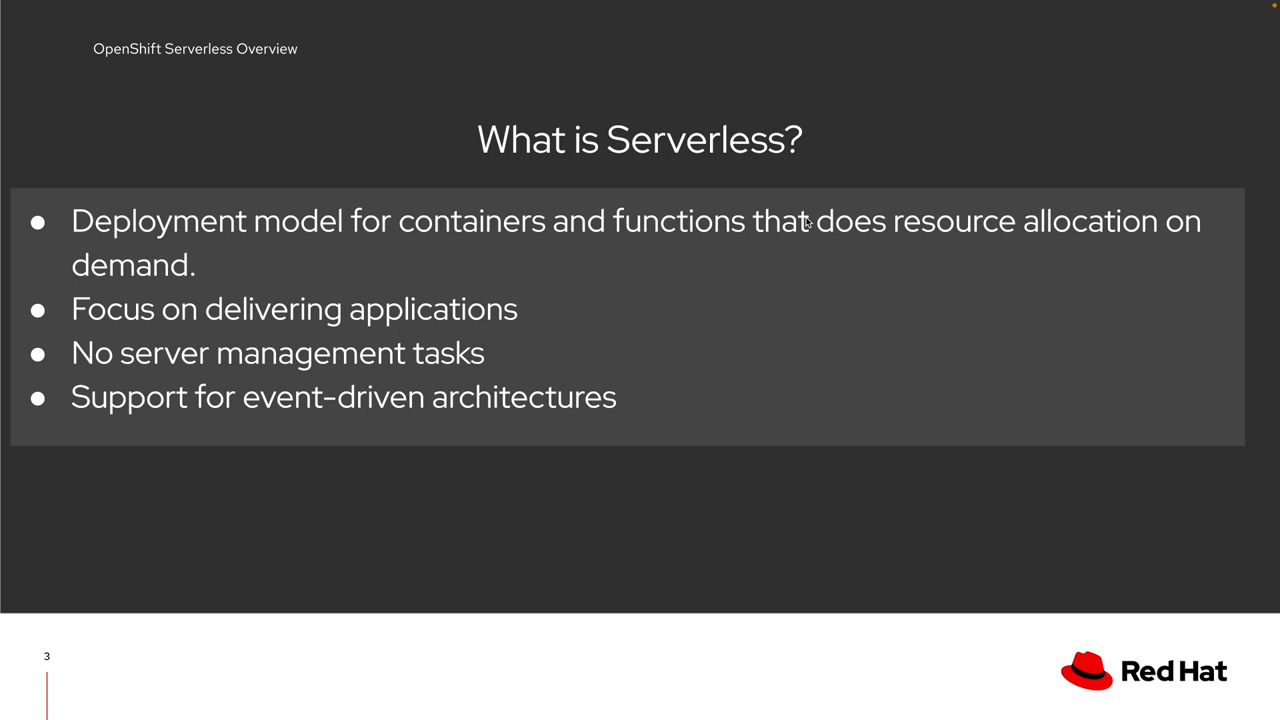 OpenShift Serverless Overview
What is Serverless?
● Deployment model for containers and functions that does resource allocation on
demand.
● Focus on delivering applications
● No server management tasks
● Support for event-driven architectures
3
Red Hat